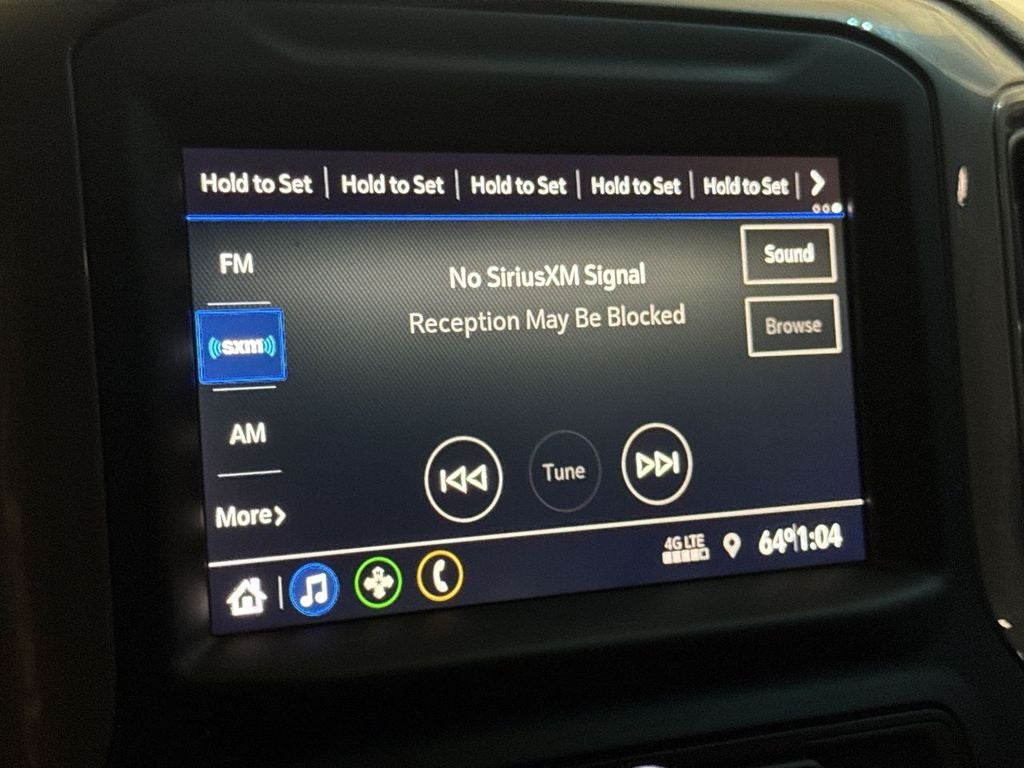 Hold to Set | Hold to Set | Hold to Set | Hold to Set | Hold to Set |
FM
No SiriusXM Signal
Sound
Reception May Be Blocked
Browse
((sxm))
AM
Tune
More>
4G LTE
64° 1:04